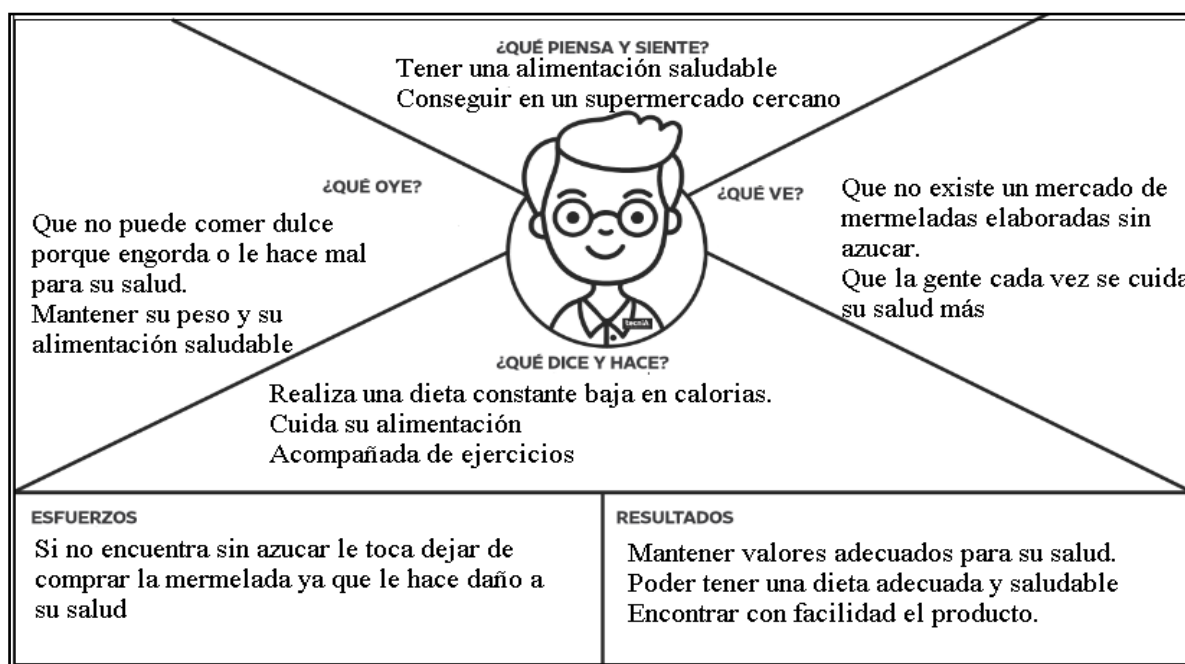 ¿QUÉ PIENSA Y SIENTE?
Tener una alimentación saludable
Conseguir en un supermercado cercano
¿QUÉ OYE?
Que no puede comer dulce
porque engorda o le hace mal
para su salud.
Mantener su peso y su
alimentación saludable
¿QUÉ VE?
Que no existe un mercado de
mermeladas elaboradas sin
azucar.
Que la gente cada vez se cuida
su salud más
tecniA
¿QUÉ DICE Y HACE?
Realiza una dieta constante baja en calorias.
Cuida su alimentación
Acompañada de ejercicios
ESFUERZOS
Si no encuentra sin azucar le toca dejar de
comprar la mermelada ya que le hace daño a
su salud
RESULTADOS
Mantener valores adecuados para su salud.
Poder tener una dieta adecuada y saludable
Encontrar con facilidad el producto.